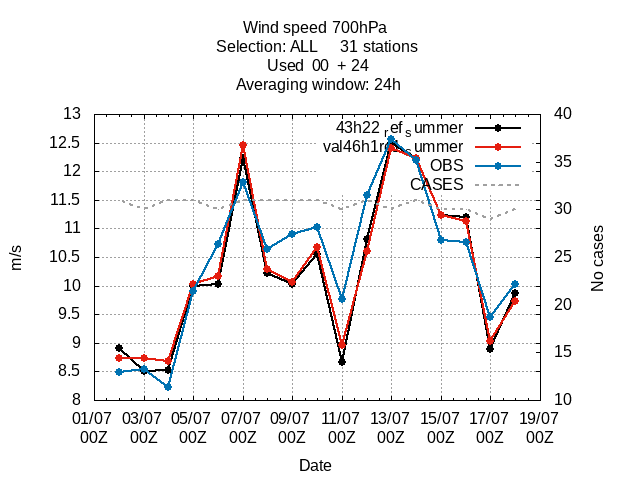 Wind speed 700hPa
Selection: ALL 31 stations
Used 00 + 24
Averaging window: 24h
13 40
43h22 refsummer
12.5 val46h1refsummer
12 OBS 35
CASES
11.5
11 30
10.5
m/s
10 25
No cases
9.5 20
9
8.5 15
8 10
01/07 03/07 05/07 07/07 09/07 11/07 13/07 15/07 17/07 19/07
00Z 00Z 00Z 00Z 00Z 00Z 00Z 00Z 00Z 00Z
Date